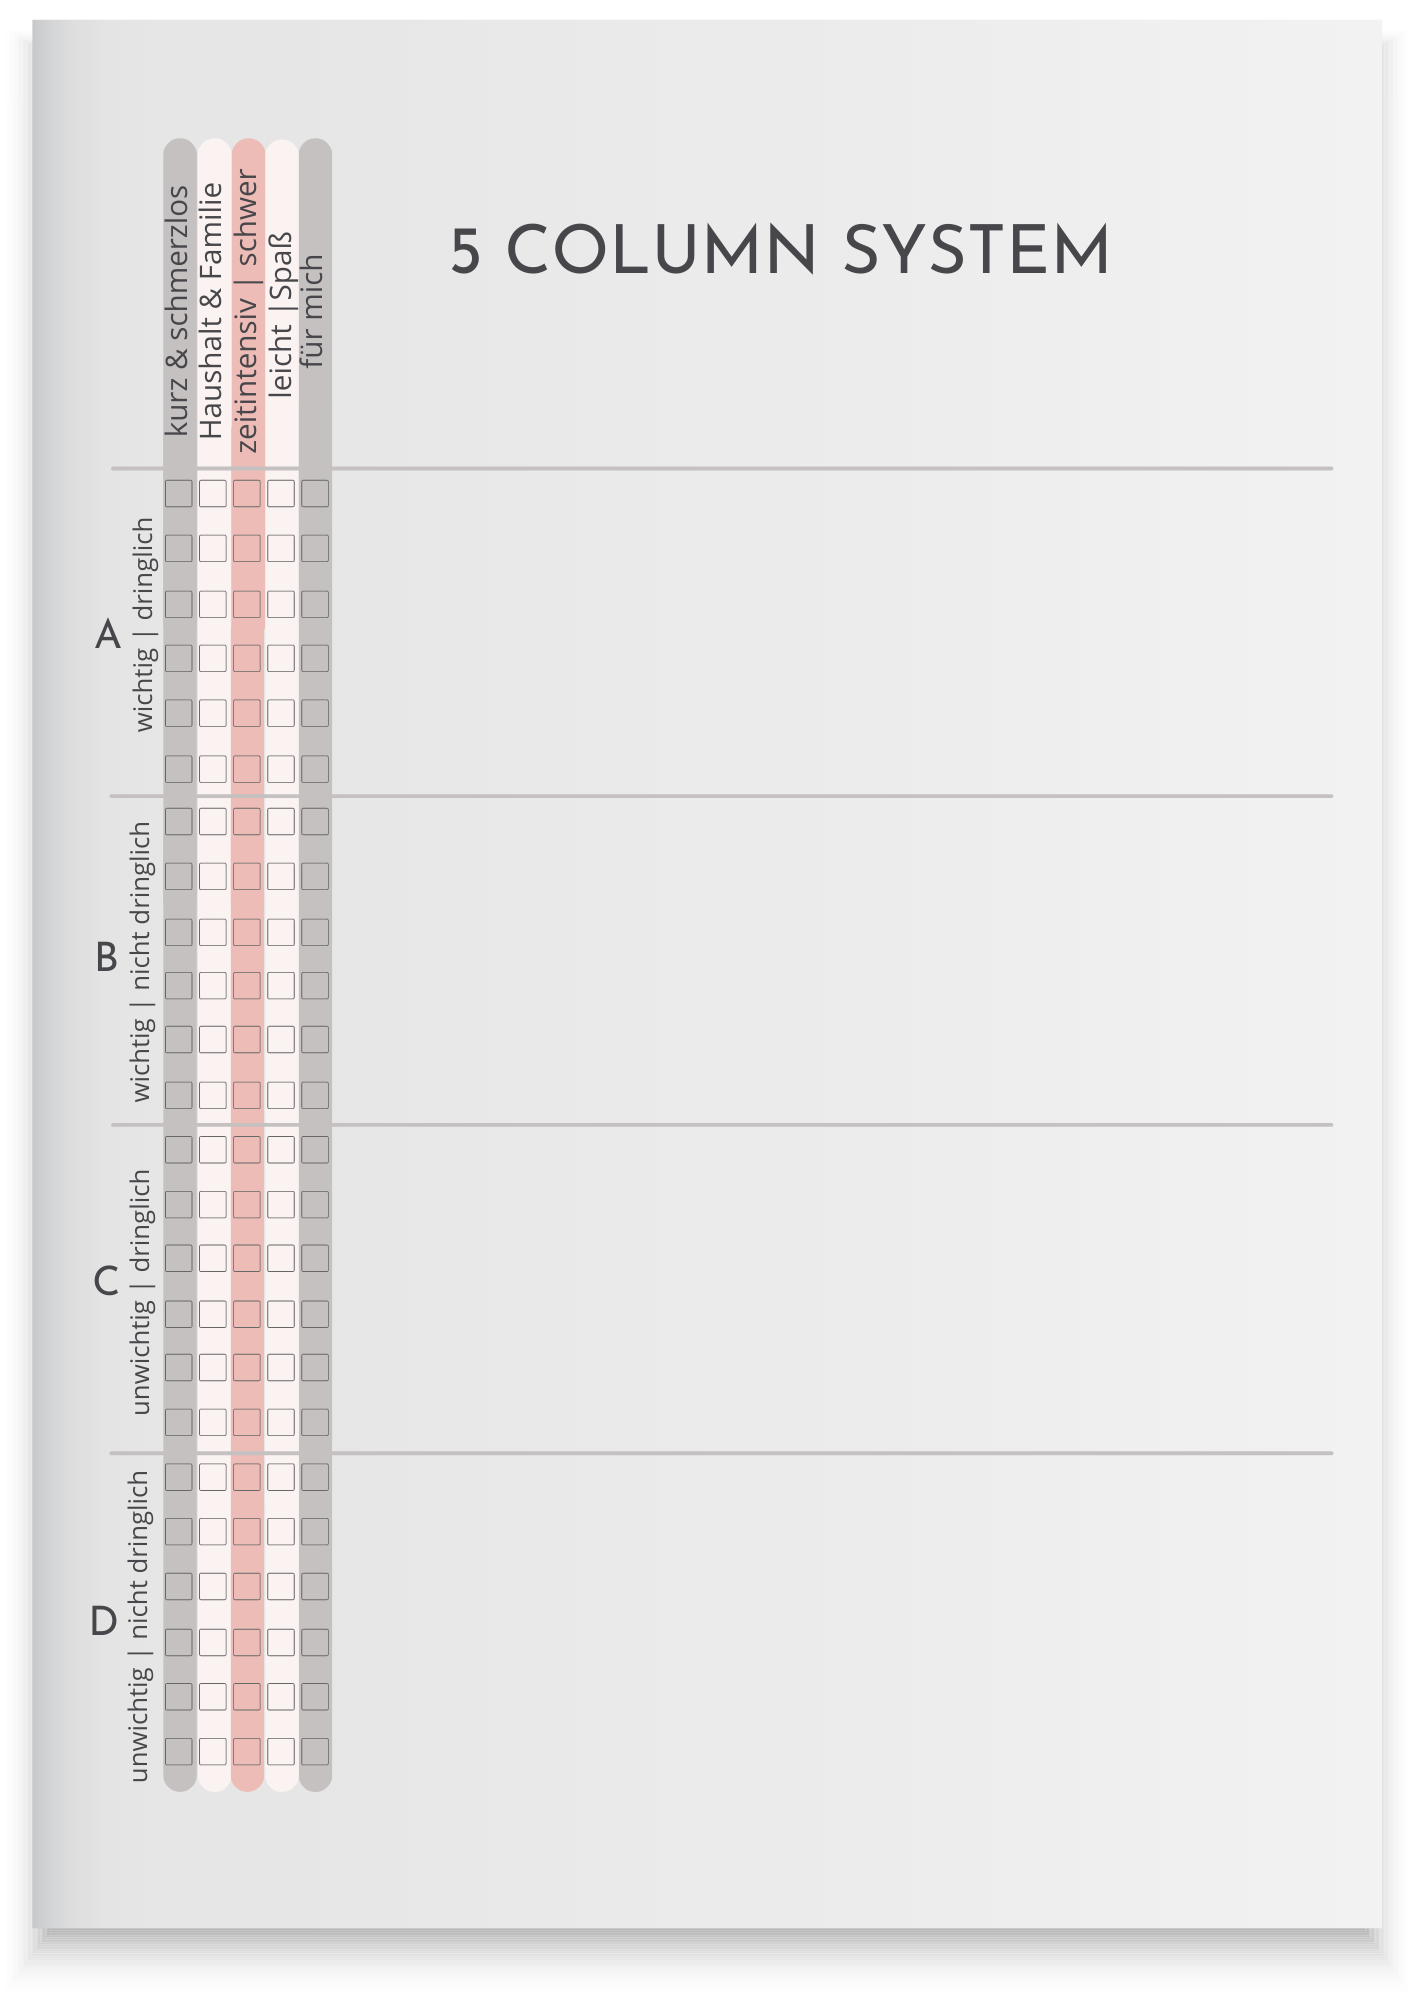 5 COLUMN SYSTEM
kurz & schmerzlos
Haushalt & Familie
zeitintensiv | schwer
leicht | Spaß
für mich
A
wichtig | dringlich
B
wichtig | nicht dringlich
C
unwichtig | dringlich
D
unwichtig | nicht dringlich